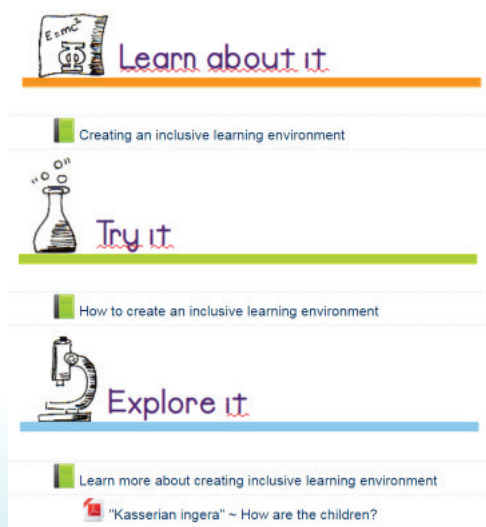 E=mc²
Φ
Learn about it
Creating an inclusive learning environment
Try it
How to create an inclusive learning environment
Explore it
Learn more about creating inclusive learning environment
"Kasserian ingera" ~ How are the children?